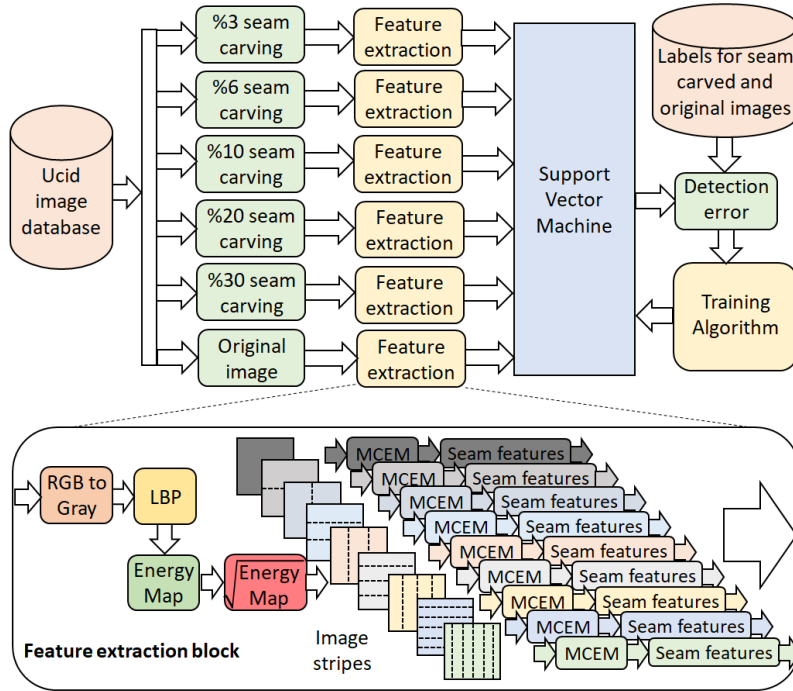 %3 seam
carving
Feature
extraction
%6 seam
carving
Feature
extraction
%10 seam
carving
Feature
extraction
%20 seam
carving
Feature
extraction
%30 seam
carving
Feature
extraction
Original
image
Feature
extraction
Ucid
image
database
Support
Vector
Machine
Labels for seam
carved and
original images
Detection
error
Training
Algorithm
RGB to
Gray
LBP
Energy
Map
√Energy
Map
Image
stripes
MCEM
Seam features
MCEM
Seam features
MCEM
Seam features
MCEM
Seam features
MCEM
Seam features
MCEM
Seam features
MCEM
Seam features
MCEM
Seam features
MCEM
Seam features
Feature extraction block